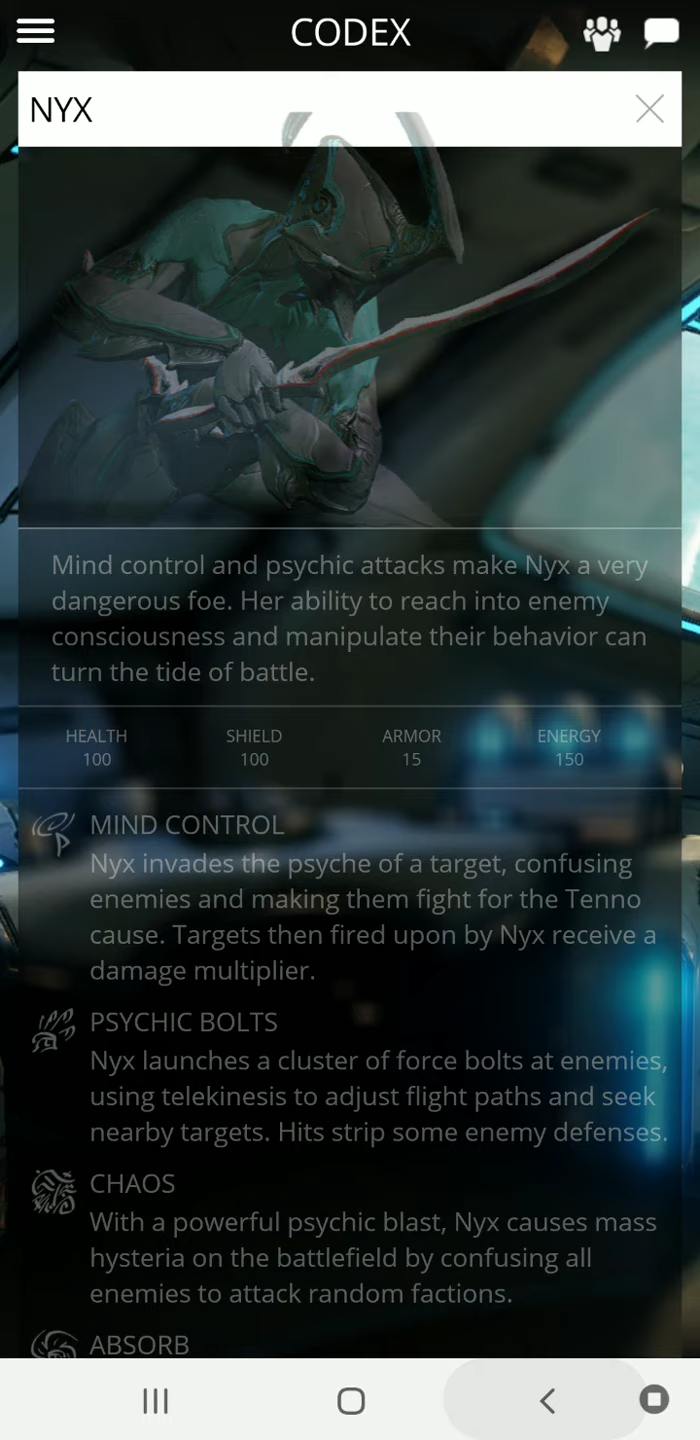 CODEX
NYX
Mind control and psychic attacks make Nyx a very
dangerous foe. Her ability to reach into enemy
consciousness and manipulate their behavior can
turn the tide of battle.
HEALTH SHIELD ARMOR ENERGY
100 100 15 150
MIND CONTROL
Nyx invades the psyche of a target, confusing
enemies and making them fight for the Tenno
cause. Targets then fired upon by Nyx receive a
damage multiplier.
PSYCHIC BOLTS
Nyx launches a cluster of force bolts at enemies,
using telekinesis to adjust flight paths and seek
nearby targets. Hits strip some enemy defenses.
CHAOS
With a powerful psychic blast, Nyx causes mass
hysteria on the battlefield by confusing all
enemies to attack random factions.
ABSORB